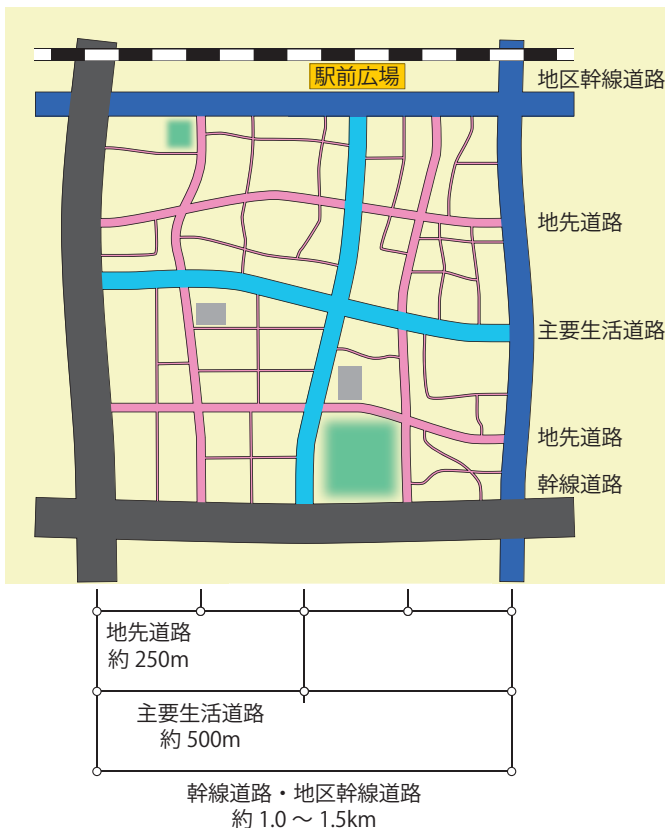 駅前広場
地区幹線道路
地先道路
主要生活道路
地先道路
幹線道路
地先道路
約 250m
主要生活道路
約 500m
幹線道路・地区幹線道路
約 1.0 ~ 1.5km